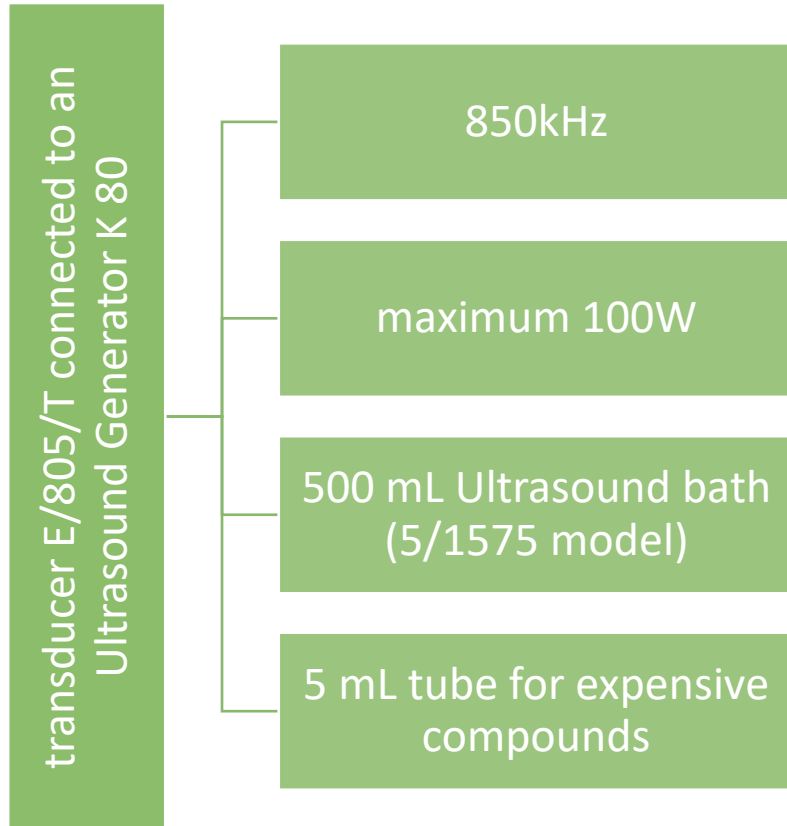 transducer E/805/T connected to an
Ultrasound Generator K 80
850kHz
maximum 100W
500 mL Ultrasound bath
(5/1575 model)
5 mL tube for expensive
compounds